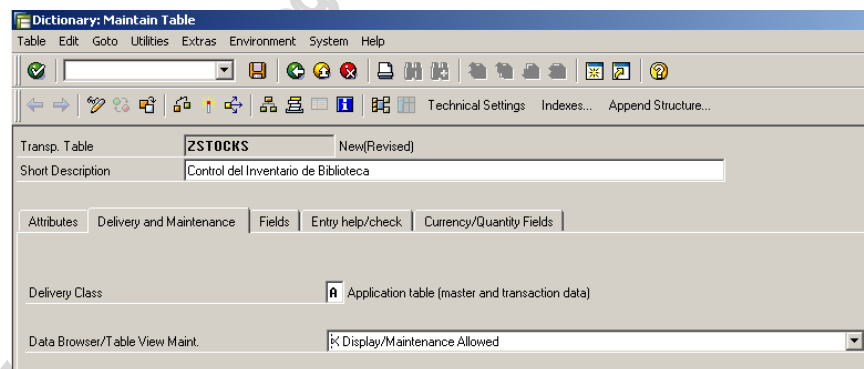 Dictionary: Maintain Table
Table Edit Goto Utilities Extras Environment System Help
Technical Settings Indexes... Append Structure...
Transp. Table ZSTOCKS New(Revised)
Short Description Control del Inventario de Biblioteca
Attributes Delivery and Maintenance Fields Entry help/check Currency/Quantity Fields
Delivery Class A Application table (master and transaction data)
Data Browser/Table View Maint. X Display/Maintenance Allowed